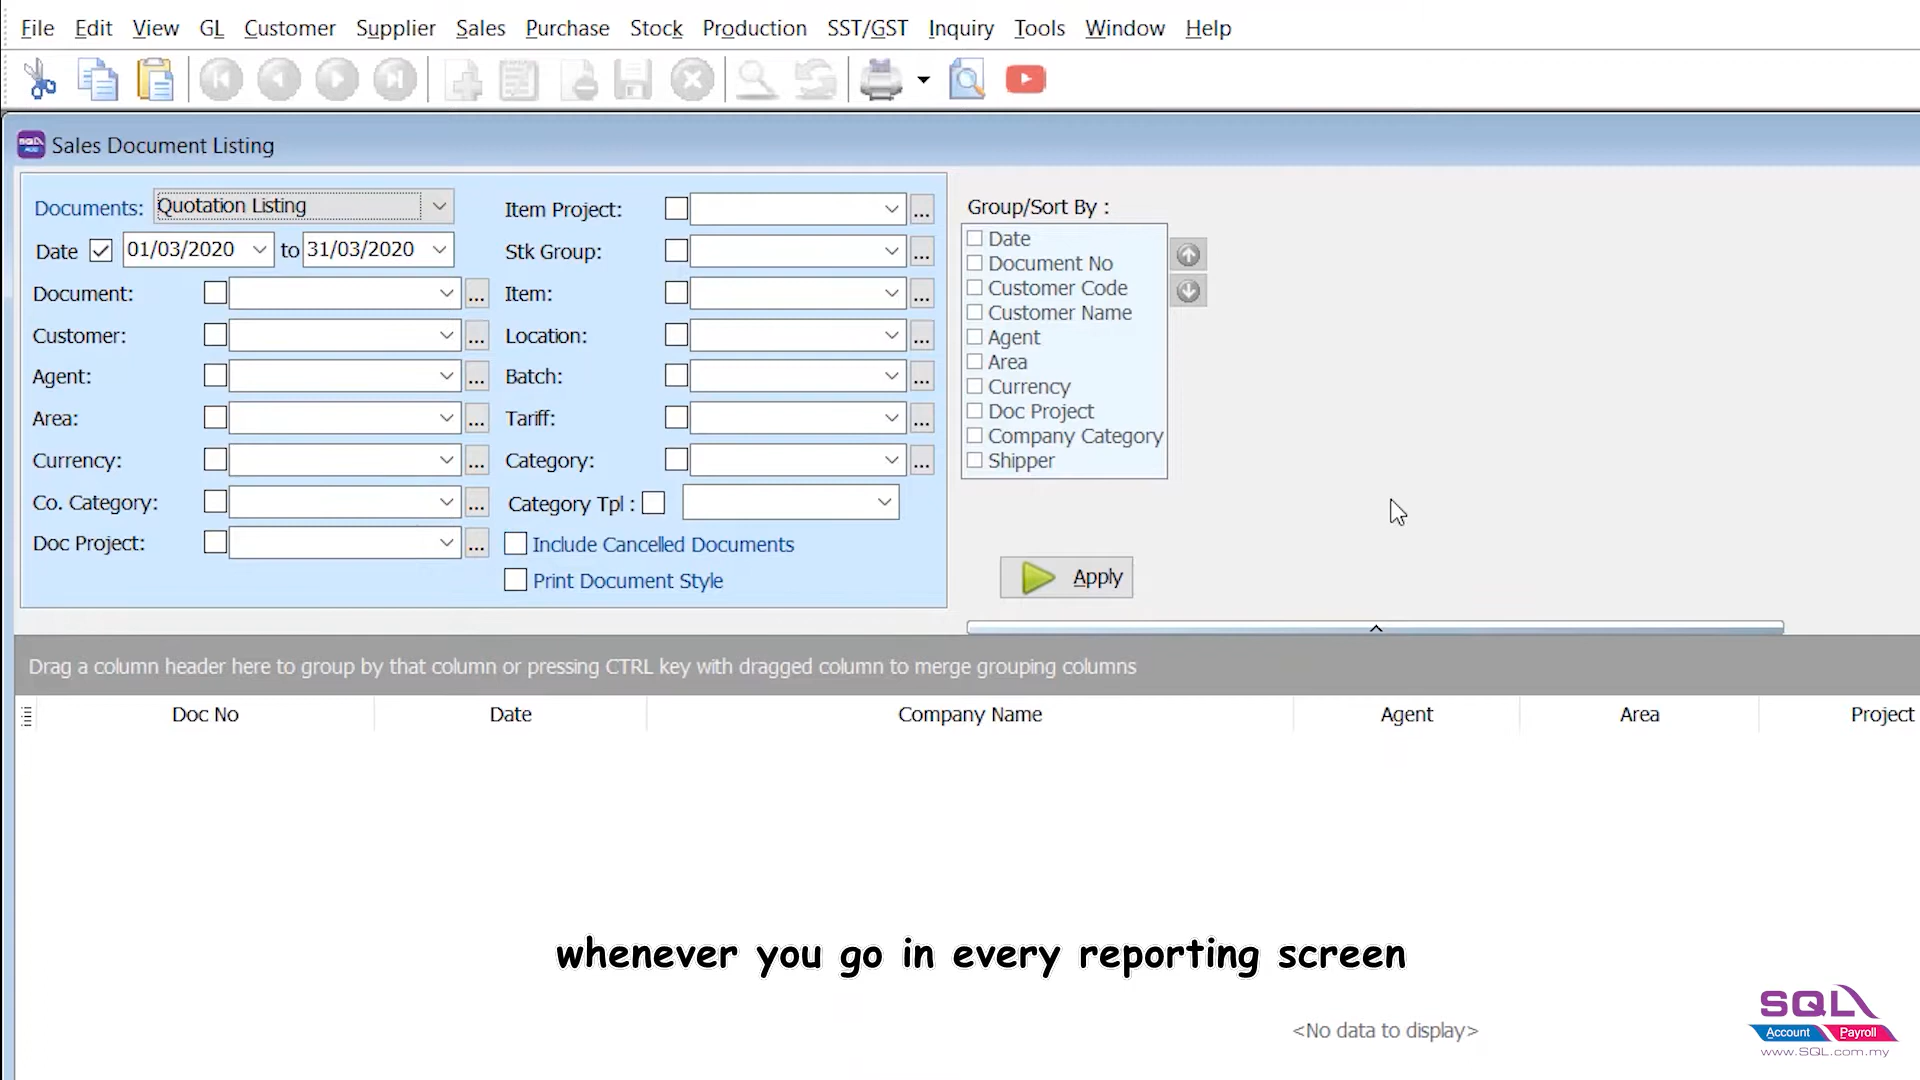 File Edit View GL Customer Supplier Sales Purchase Stock Production SST/GST Inquiry Tools Window Help
Sales Document Listing
Documents: Quotation Listing
Date 01/03/2020 to 31/03/2020
Document:
Customer:
Agent:
Area:
Currency:
Co. Category:
Doc Project:
Item Project:
Stk Group:
Item:
Location:
Batch:
Tariff:
Category:
Category Tpl :
Include Cancelled Documents
Print Document Style
Group/Sort By :
Date
Document No
Customer Code
Customer Name
Agent
Area
Currency
Doc Project
Company Category
Shipper
Apply
Drag a column header here to group by that column or pressing CTRL key with dragged column to merge grouping columns
Doc No Date Company Name Agent Area Project
whenever you go in every reporting screen
<No data to display>
SQL
Account Payroll
www.SQL.com.my